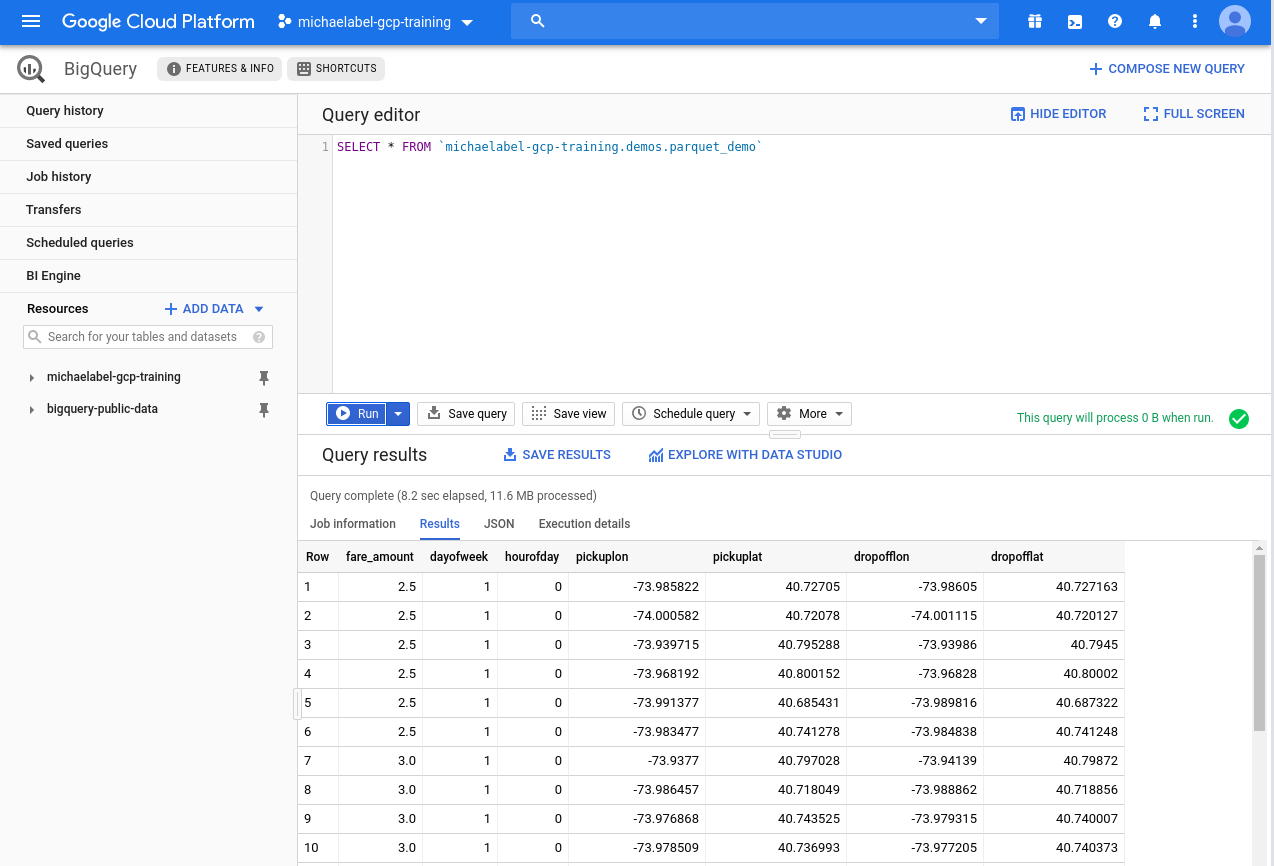 Google Cloud Platform michaelabel-gcp-training
BigQuery FEATURES & INFO SHORTCUTS COMPOSE NEW QUERY
Query history
Saved queries
Job history
Transfers
Scheduled queries
BI Engine
Resources ADD DATA
Search for your tables and datasets
michaelabel-gcp-training
bigquery-public-data
Query editor HIDE EDITOR FULL SCREEN
1 SELECT * FROM `michaelabel-gcp-training.demos.parquet_demo`
Run Save query Save view Schedule query More This query will process 0 B when run.
Query results SAVE RESULTS EXPLORE WITH DATA STUDIO
Query complete (8.2 sec elapsed, 11.6 MB processed)
Job information Results JSON Execution details
Row fare_amount dayofweek hourofday pickuplon pickuplat dropofflon dropofflat
1 2.5 1 0 -73.985822 40.72705 -73.98605 40.727163
2 2.5 1 0 -74.000582 40.72078 -74.001115 40.720127
3 2.5 1 0 -73.939715 40.795288 -73.93986 40.7945
4 2.5 1 0 -73.968192 40.800152 -73.96828 40.80002
5 2.5 1 0 -73.991377 40.685431 -73.989816 40.687322
6 2.5 1 0 -73.983477 40.741278 -73.984838 40.741248
7 3.0 1 0 -73.9377 40.797028 -73.94139 40.79872
8 3.0 1 0 -73.986457 40.718049 -73.988862 40.718856
9 3.0 1 0 -73.976868 40.743525 -73.979315 40.740007
10 3.0 1 0 -73.978509 40.736993 -73.977205 40.740373